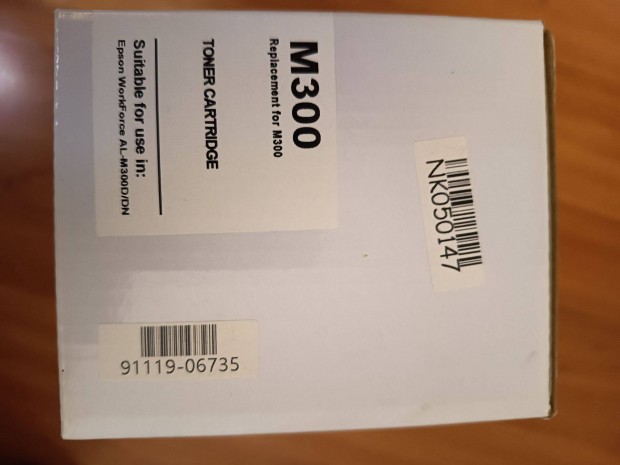 M300
Replacement for M300
TONER CARTRIDGE
Suitable for use in:
Epson WorkForce AL-M300D/DN
NK050147
91119-06735